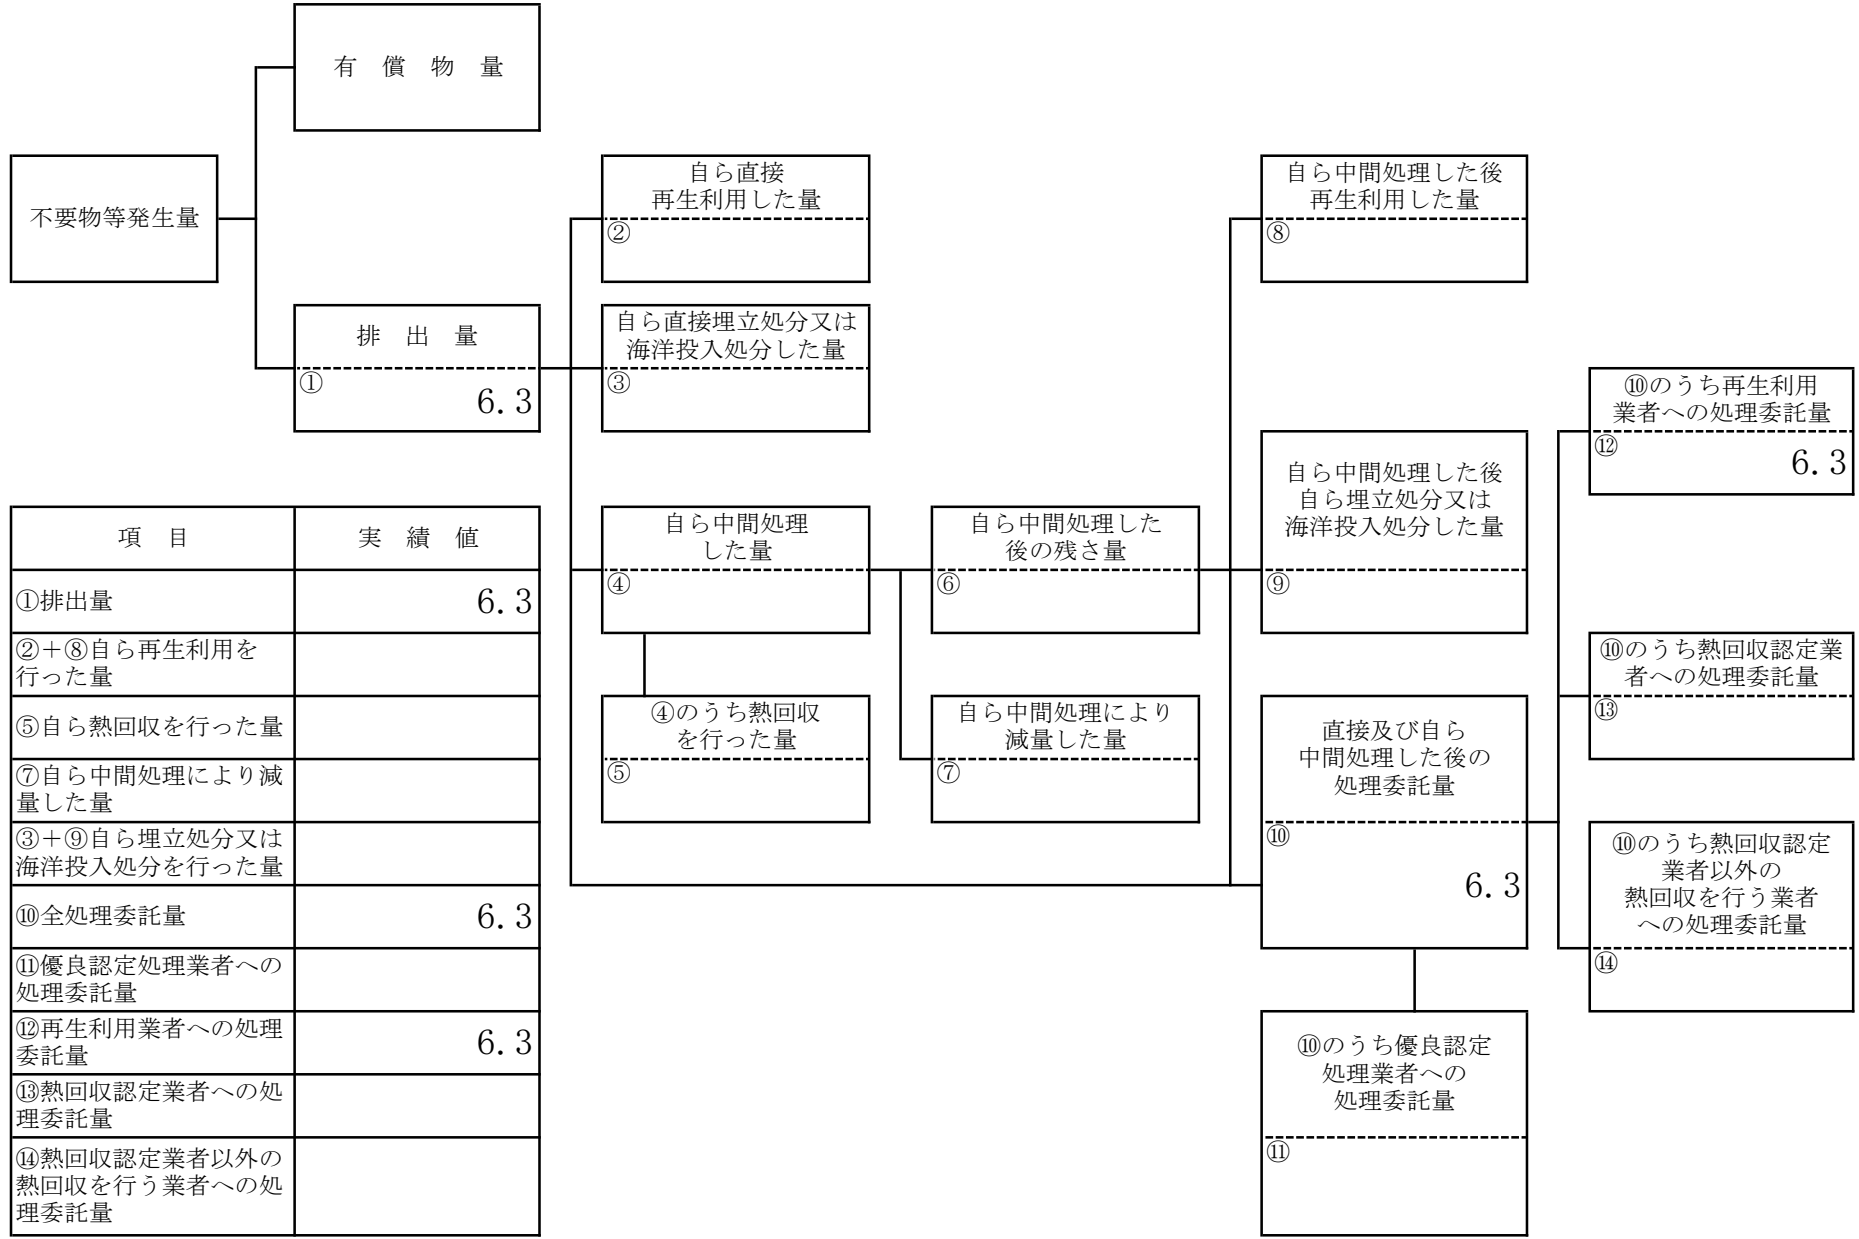 有　償　物　量
不要物等発生量
自ら直接
再生利用した量
②
自ら中間処理した後
再生利用した量
⑧
排　出　量
①
6.3
自ら直接埋立処分又は
海洋投入処分した量
③
⑩のうち再生利用
業者への処理委託量
⑫
6.3
自ら中間処理した後
自ら埋立処分又は
海洋投入処分した量
⑨
自ら中間処理
した量
④
自ら中間処理した
後の残さ量
⑥
④のうち熱回収
を行った量
⑤
自ら中間処理により
減量した量
⑦
⑩のうち熱回収認定業
者への処理委託量
⑬
直接及び自ら
中間処理した後の
処理委託量
⑩
6.3
⑩のうち熱回収認定
業者以外の
熱回収を行う業者
への処理委託量
⑭
⑩のうち優良認定
処理業者への
処理委託量
⑪
項　目　実　績　値
①排出量　6.3
②＋⑧自ら再生利用を
行った量
⑤自ら熱回収を行った量
⑦自ら中間処理により減
量した量
③＋⑨自ら埋立処分又は
海洋投入処分を行った量
⑩全処理委託量　6.3
⑪優良認定処理業者への
処理委託量
⑫再生利用業者への処理
委託量　6.3
⑬熱回収認定業者への処
理委託量
⑭熱回収認定業者以外の
熱回収を行う業者への処
理委託量